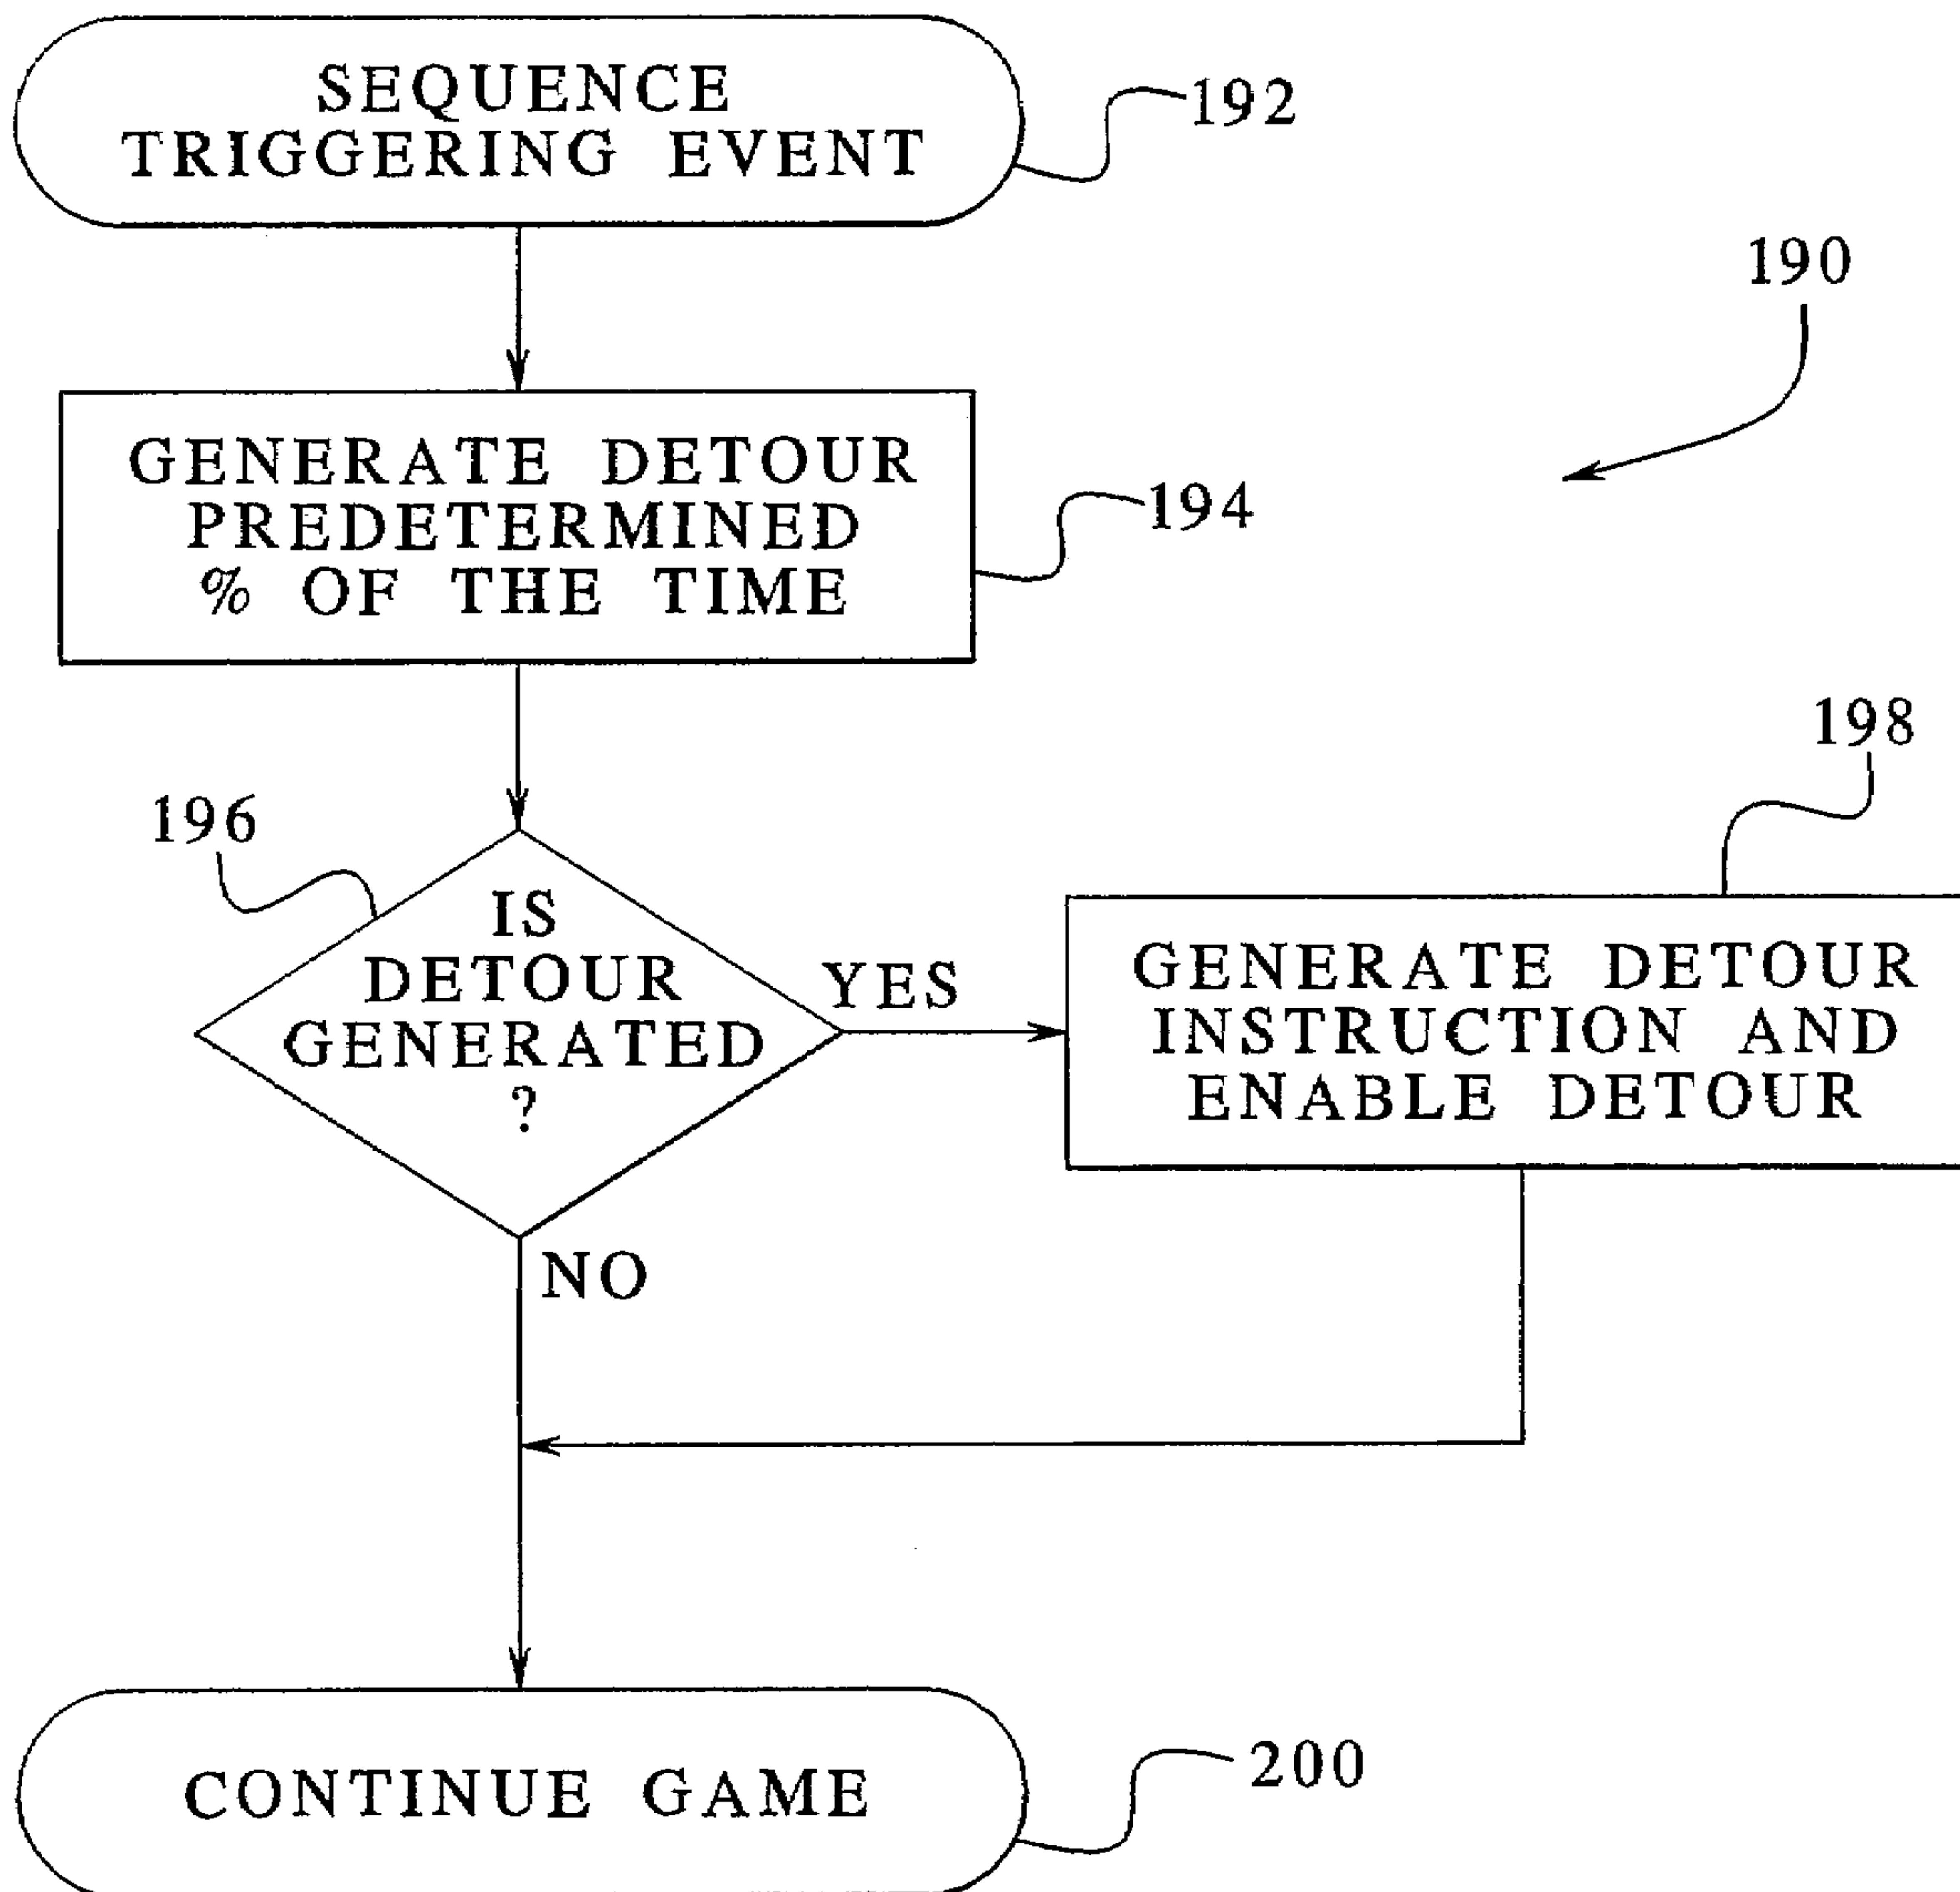 SEQUENCE
TRIGGERING EVENT
192
190
GENERATE DETOUR
PREDETERMINED
% OF THE TIME
194
198
196
IS
DETOUR
GENERATED
?
YES
GENERATE DETOUR
INSTRUCTION AND
ENABLE DETOUR
NO
CONTINUE GAME
200